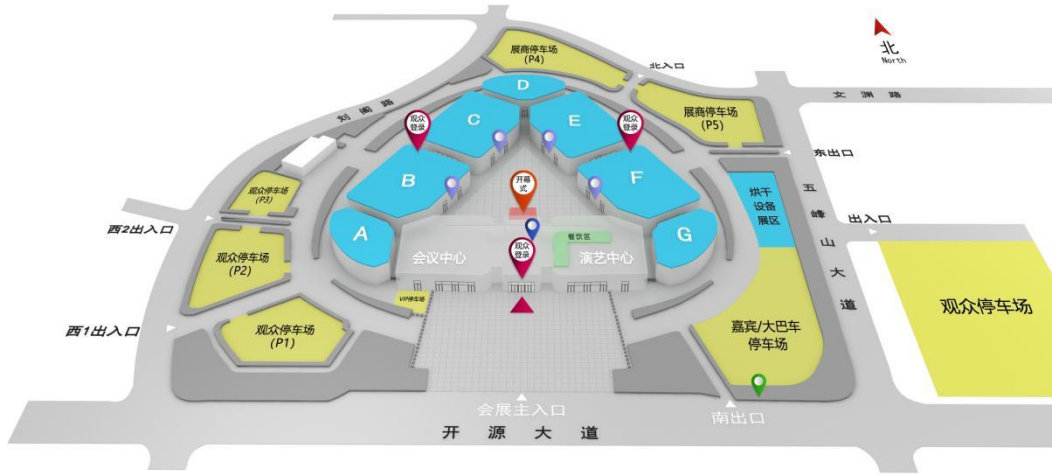 展商停车场
(P4)
北
North
北入口
文渊路
刘阁路
D
观众
登录
C
E
观众
登录
展商停车场
(P5)
东出口
B
F
开幕
式
烘干
设备
展区
五峰山大道
观众停车场
(P3)
西2出入口
出入口
A
G
餐饮区
观众
登录
会议中心
演艺中心
观众停车场
(P2)
VIP停车场
观众停车场
西1出入口
观众停车场
(P1)
嘉宾/大巴车
停车场
会展主入口
南出口
开源大道